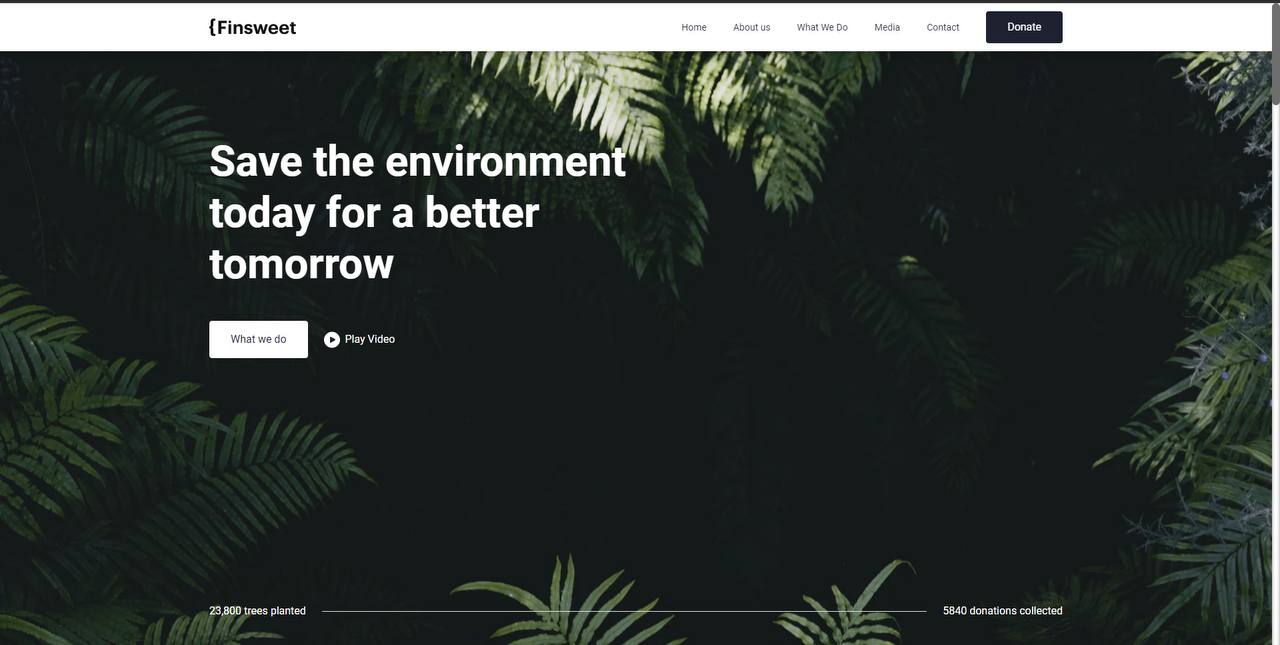 {Finsweet
Home
About us
What We Do
Media
Contact
Donate
Save the environment
today for a better
tomorrow
What we do
Play Video
23,800 trees planted
5840 donations collected